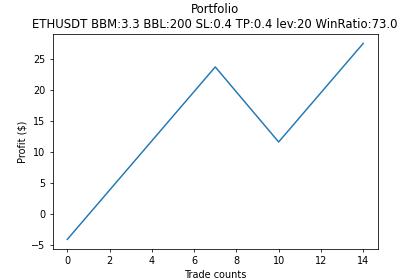 Portfolio
ETHUSDT BBM:3.3 BBL:200 SL:0.4 TP:0.4 lev:20 WinRatio:73.0
25
20
15
10
5
0
−5
Profit ($)
0 2 4 6 8 10 12 14
Trade counts